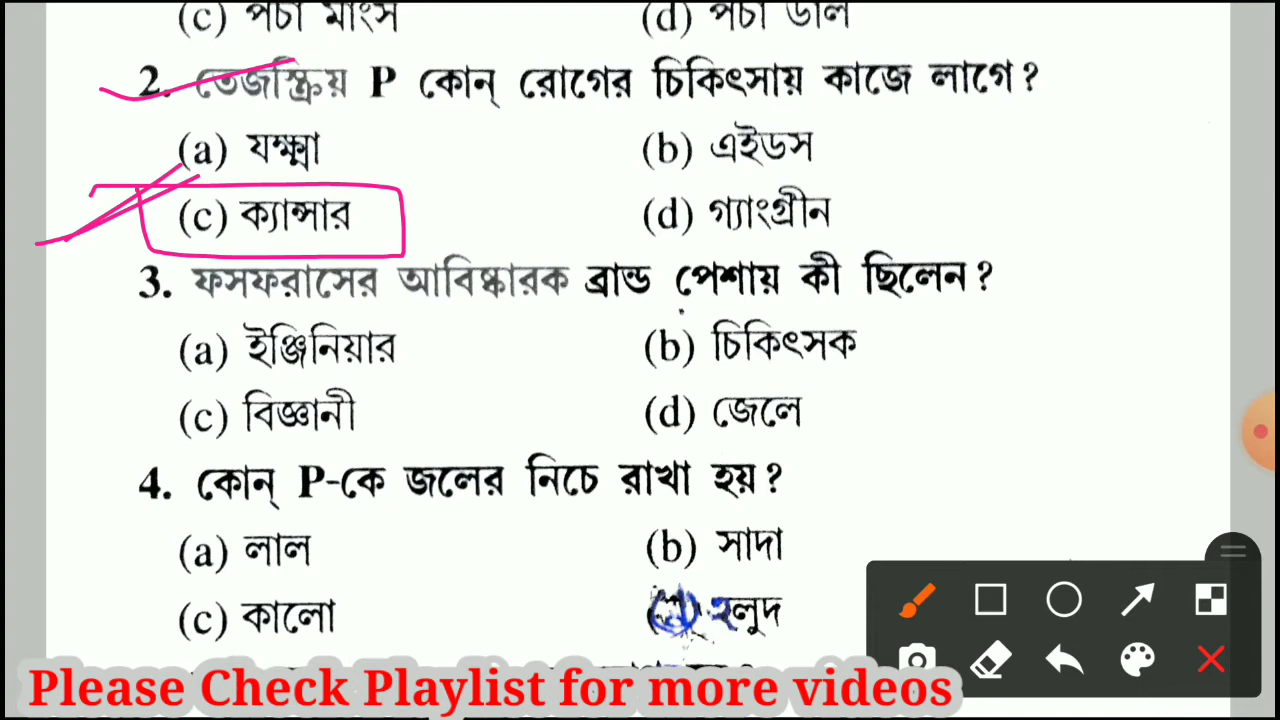 (c) পচা মাংস (d) পচা ডাল
2. তেজস্ক্রিয় P কোন্ রোগের চিকিৎসায় কাজে লাগে?
(a) যক্ষ্মা (b) এইডস
(c) ক্যান্সার (d) গ্যাংগ্রীন
3. ফসফরাসের আবিষ্কারক ব্রান্ড পেশায় কী ছিলেন?
(a) ইঞ্জিনিয়ার (b) চিকিৎসক
(c) বিজ্ঞানী (d) জেলে
4. কোন্ P-কে জলের নিচে রাখা হয়?
(a) লাল (b) সাদা
(c) কালো (d) হলুদ
Please Check Playlist for more videos